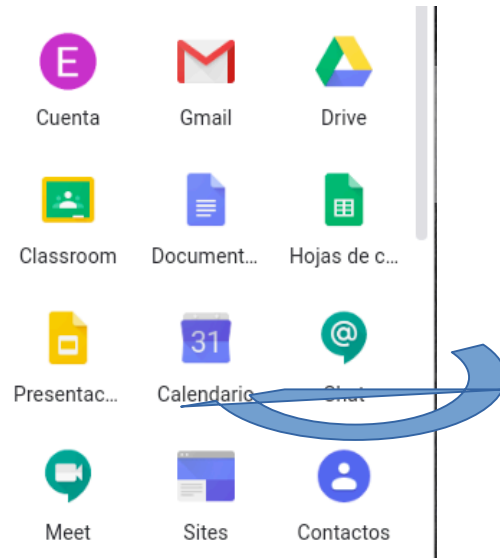 E
Cuenta Gmail Drive
Classroom Document... Hojas de c...
31 @
Presentac... Calendario Chat
Meet Sites Contactos